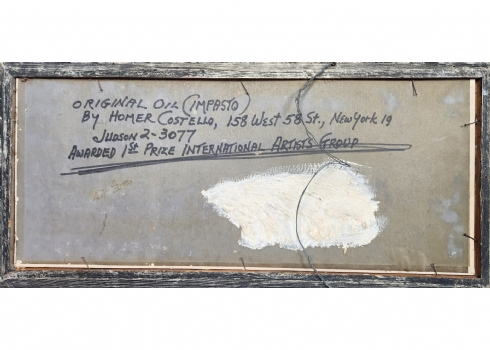 ORIGINAL OIL (IMPASTO)
BY HOMER COSTELLO, 158 WEST 58 ST., NEW YORK 19
JUDSON 2-3077
AWARDED 1ST PRIZE INTERNATIONAL ARTISTS GROUP